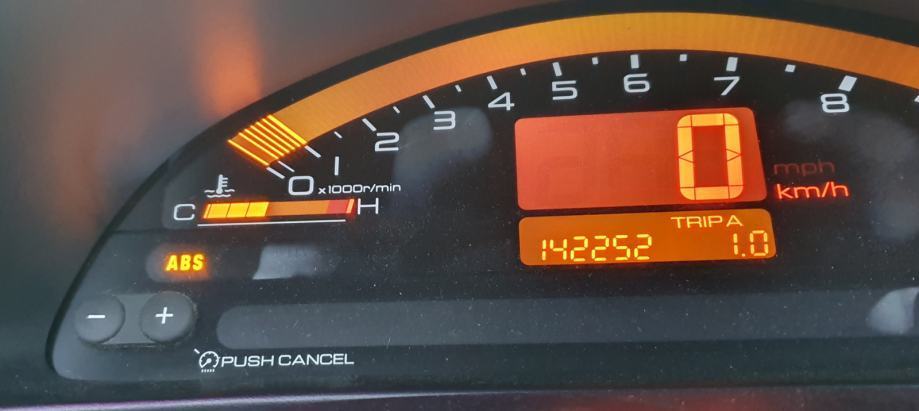 0 1 2 3 4 5 6 7 8
x1000r/min
C H
0
mph
km/h
TRIP A
142252 1.0
ABS
- +
PUSH CANCEL